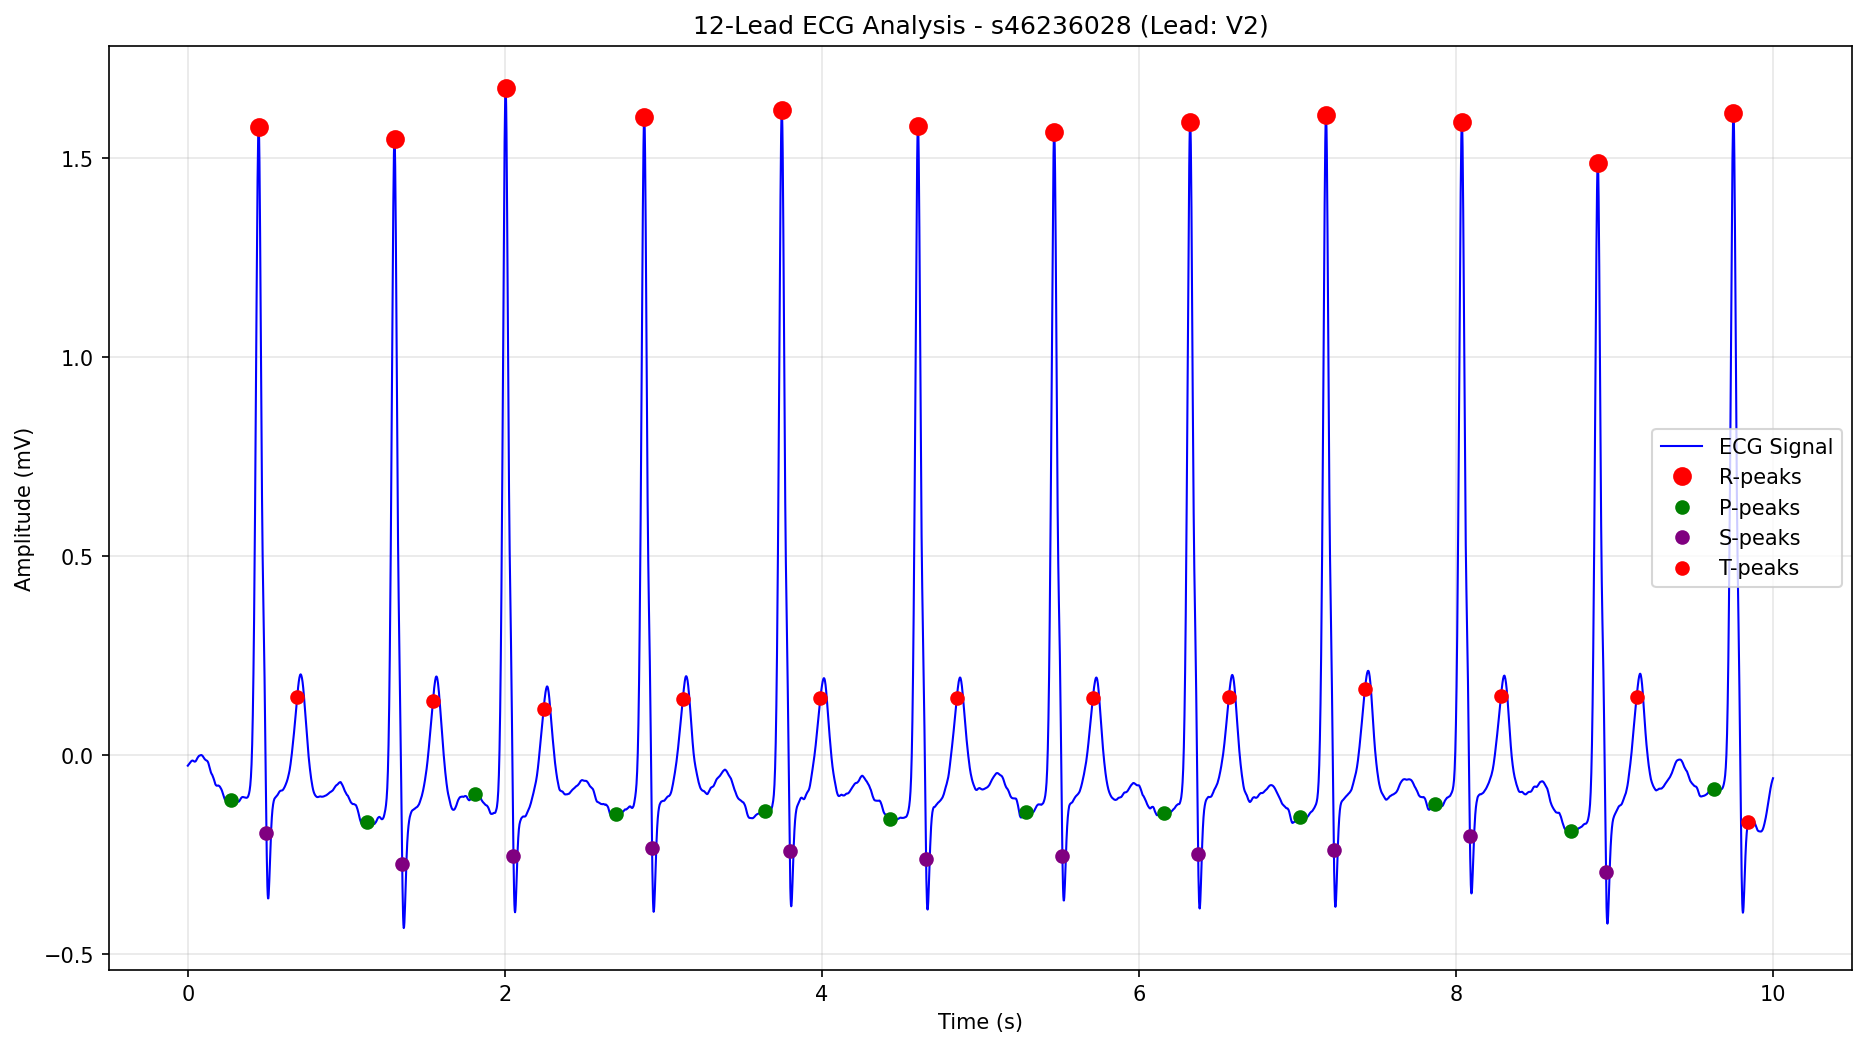 12-Lead ECG Analysis - s46236028 (Lead: V2)
Amplitude (mV)
1.5
1.0
0.5
0.0
−0.5
ECG Signal
R-peaks
P-peaks
S-peaks
T-peaks
0 2 4 6 8 10
Time (s)